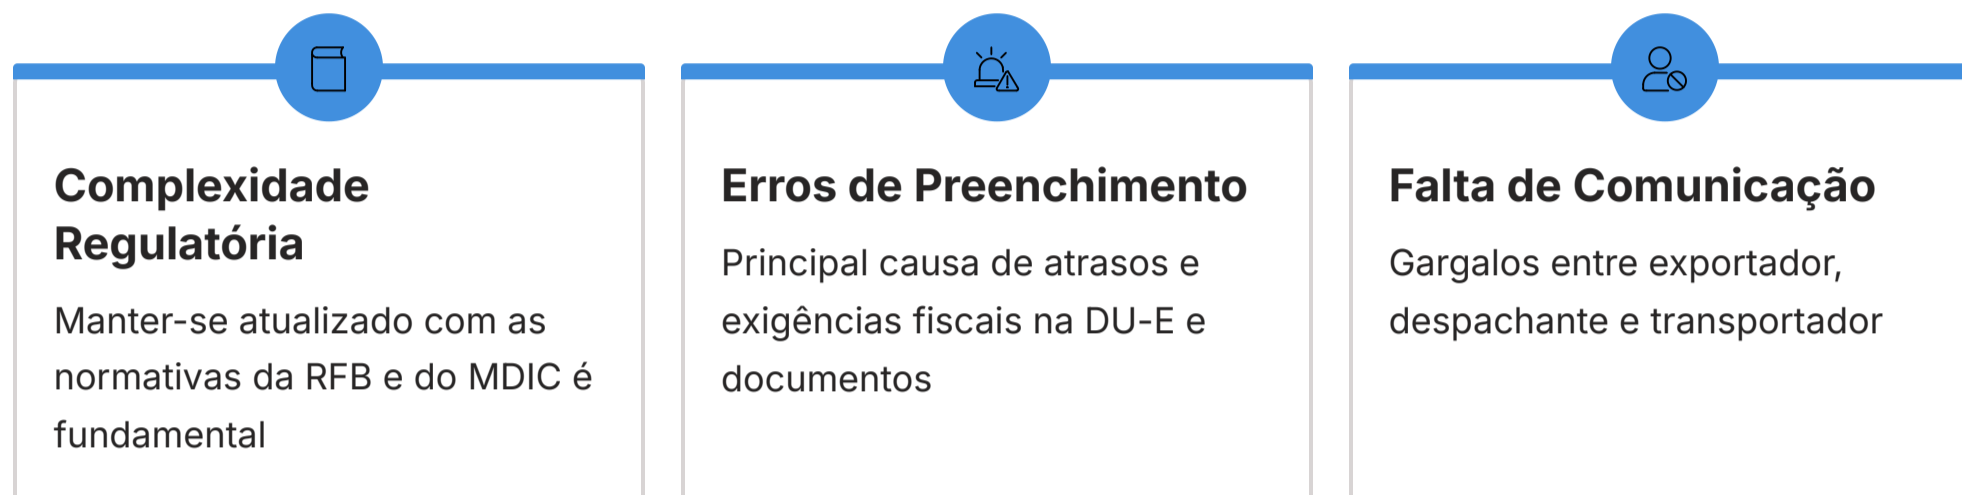 Complexidade
Regulatória
Manter-se atualizado com as
normativas da RFB e do MDIC é
fundamental
Erros de Preenchimento
Principal causa de atrasos e
exigências fiscais na DU-E e
documentos
Falta de Comunicação
Gargalos entre exportador,
despachante e transportador